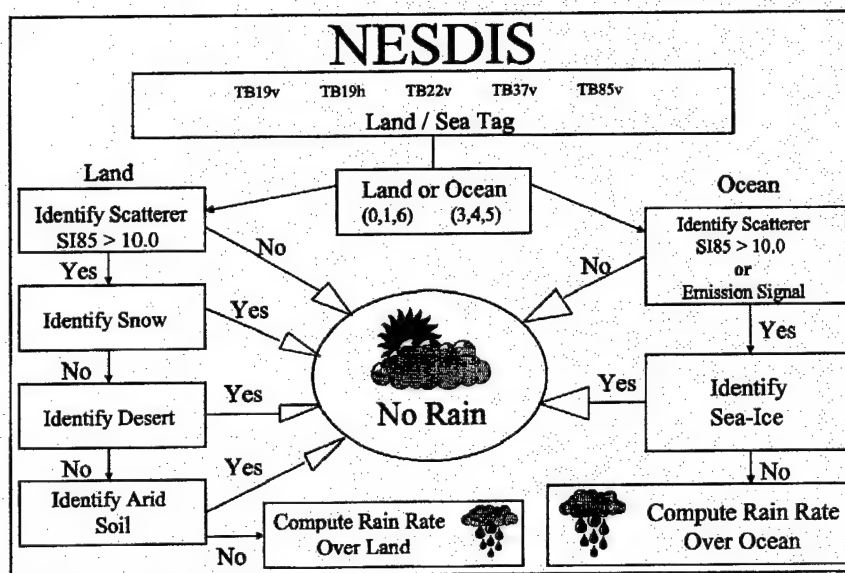 NESDIS
TB19v TB19h TB22v TB37v TB85v
Land / Sea Tag
Land
Land or Ocean
(0,1,6) (3,4,5)
Ocean
Identify Scatterer
SI85 > 10.0
No
Yes
Identify Snow
Yes
No
Identify Desert
Yes
No
Identify Arid
Soil
Yes
No
Compute Rain Rate
Over Land
No Rain
Identify Scatterer
SI85 > 10.0
or
Emission Signal
No
Yes
Identify
Sea-Ice
Yes
No
Compute Rain Rate
Over Ocean